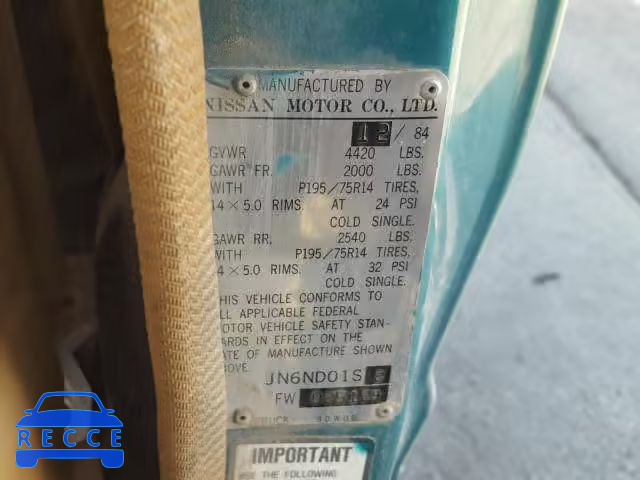 MANUFACTURED BY
NISSAN MOTOR CO., LTD.
12 / 84
GVWR 4420 LBS.
GAWR FR. 2000 LBS.
WITH P195/75R14 TIRES,
14 × 5.0 RIMS. AT 24 PSI
COLD SINGLE.
GAWR RR, 2540 LBS.
WITH P195/75R14 TIRES,
4 × 5.0 RIMS. AT 32 PSI
COLD SINGLE.
HIS VEHICLE CONFORMS TO
LL APPLICABLE FEDERAL
OTOR VEHICLE SAFETY STAN-
ARDS IN EFFECT ON THE
ATE OF MANUFACTURE SHOWN
BOVE.
JN6ND01S
FW
IMPORTANT
THE FOLLOWING
RECCE